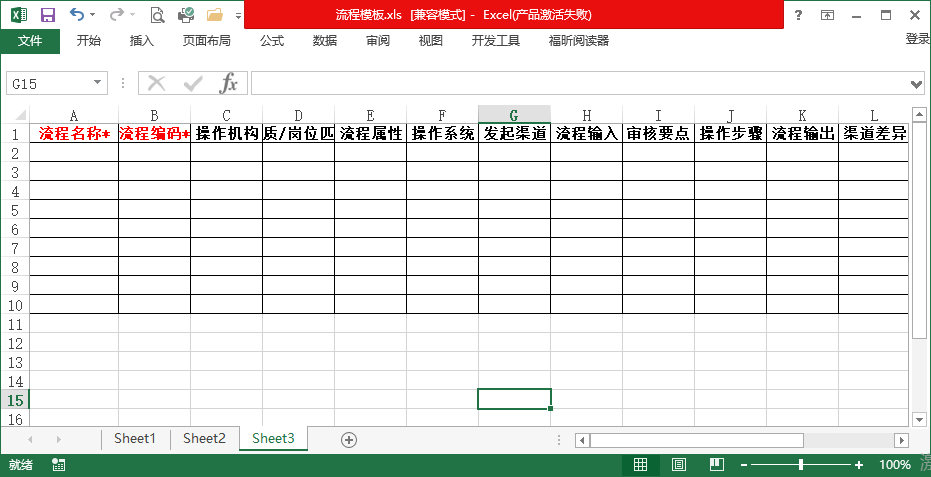 流程模板.xls [兼容模式] - Excel(产品激活失败)
?
文件 开始 插入 页面布局 公式 数据 审阅 视图 开发工具 福昕阅读器 登录
G15 fx
A B C D E F G H I J K L
1 流程名称* 流程编码* 操作机构 质/岗位匹 流程属性 操作系统 发起渠道 流程输入 审核要点 操作步骤 流程输出 渠道差异
2
3
4
5
6
7
8
9
10
11
12
13
14
15
16
Sheet1 Sheet2 Sheet3
就绪 100%